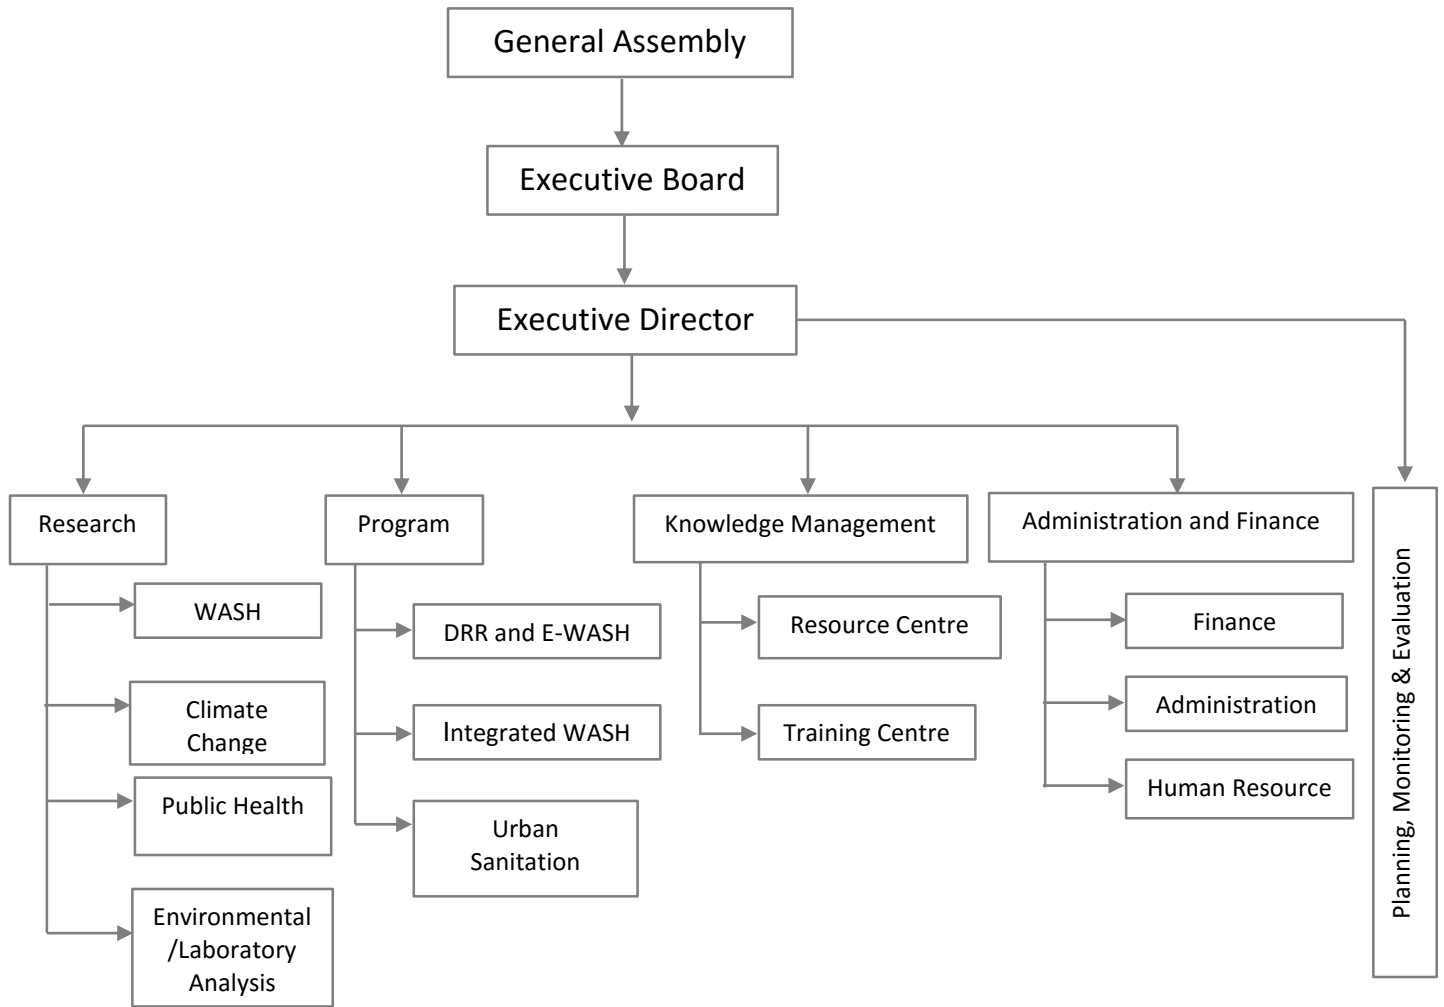 General Assembly
Executive Board
Executive Director
Research
Program
Knowledge Management
Administration and Finance
Planning, Monitoring & Evaluation
WASH
Climate
Change
Public Health
Environmental
/Laboratory
Analysis
DRR and E-WASH
Integrated WASH
Urban
Sanitation
Resource Centre
Training Centre
Finance
Administration
Human Resource